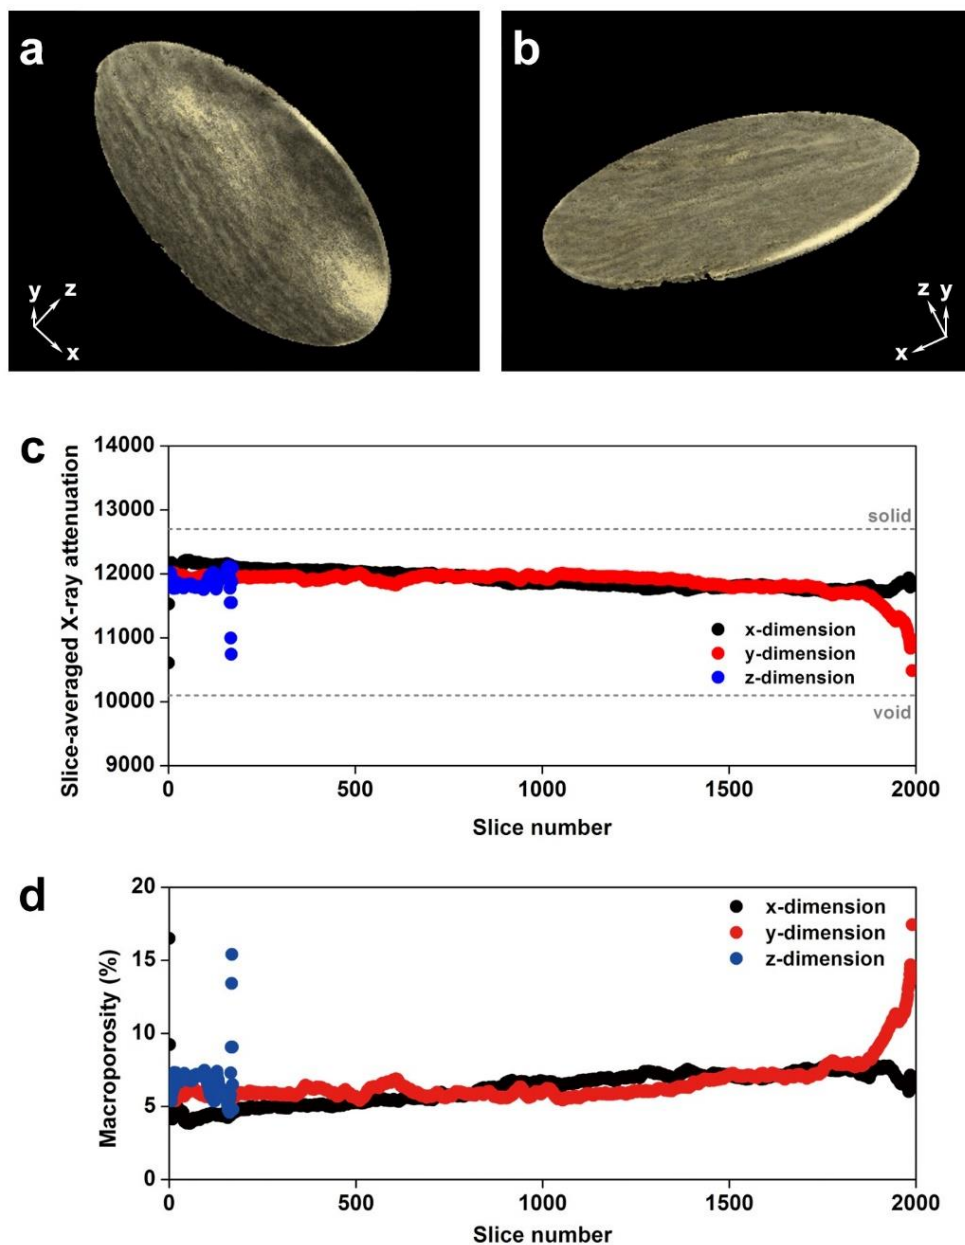 a
b
y
z
x
z
y
x
c
Slice-averaged X-ray attenuation
14000
13000
12000
11000
10000
9000
solid
x-dimension
y-dimension
z-dimension
void
0
500
1000
1500
2000
Slice number
d
Macroporosity (%)
20
15
10
5
0
x-dimension
y-dimension
z-dimension
0
500
1000
1500
2000
Slice number